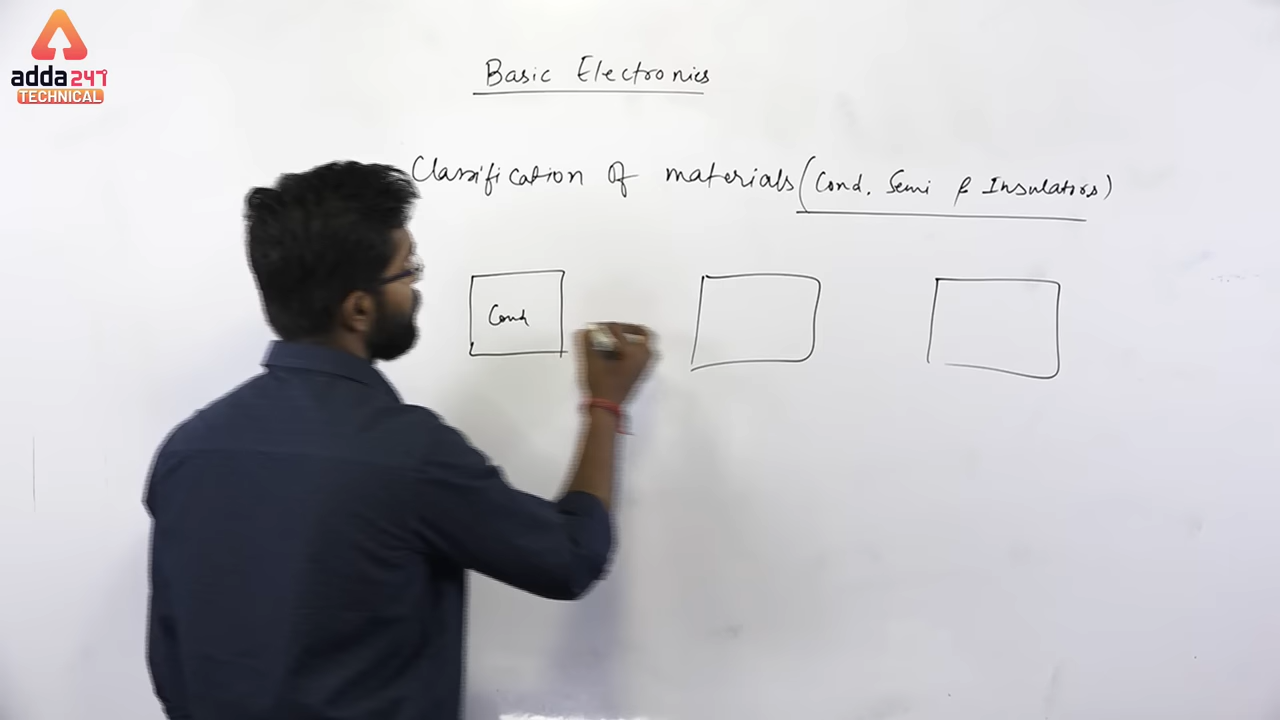 adda247
TECHNICAL
Basic Electronics
Classification of materials (Cond. Semi & Insulators)
Cond